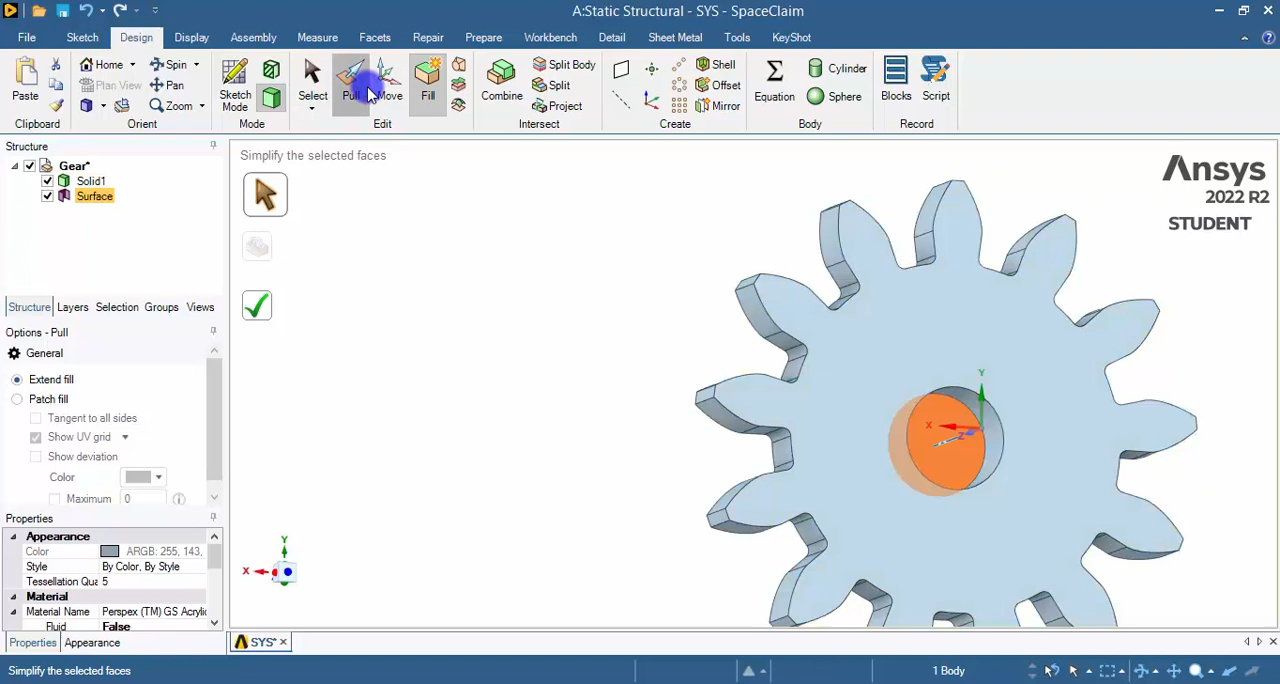 A:Static Structural - SYS - SpaceClaim
File Sketch Design Display Assembly Measure Facets Repair Prepare Workbench Detail Sheet Metal Tools KeyShot
Paste
Clipboard
Home Spin
Plan View Pan
Zoom
Orient
Sketch Mode
Mode
Select Pull Move Fill
Edit
Combine
Split Body
Split
Project
Intersect
Shell
Offset
Mirror
Create
Equation
Cylinder
Sphere
Body
Blocks Script
Record
Structure
Gear*
Solid1
Surface
Structure Layers Selection Groups Views
Options - Pull
General
Extend fill
Patch fill
Tangent to all sides
Show UV grid
Show deviation
Color
Maximum 0
Properties
Appearance
Color ARGB: 255, 143,
Style By Color, By Style
Tessellation Qua 5
Material
Material Name Perspex (TM) GS Acrylic
Fluid False
Properties Appearance
Simplify the selected faces
Ansys
2022 R2
STUDENT
Y
X
Z
Y
X
SYS*
Simplify the selected faces
1 Body